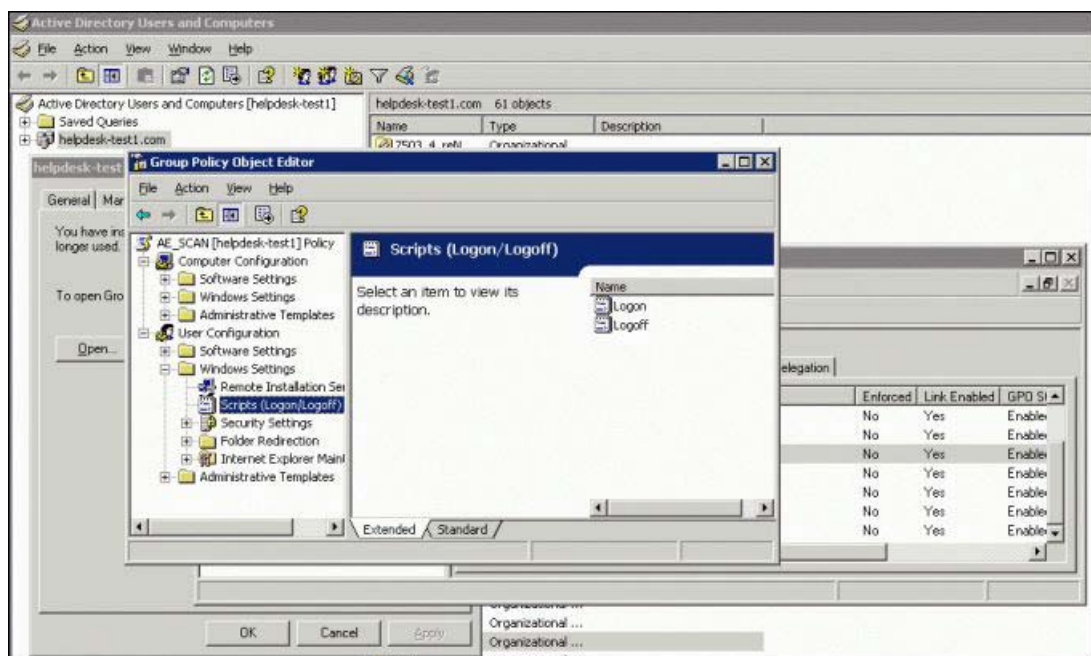 Active Directory Users and Computers
File Action View Window Help
Active Directory Users and Computers [helpdesk-test1]
Saved Queries
helpdesk-test1.com
helpdesk-test1.com 61 objects
Name Type Description
Organizational
helpdesk-test
General Mar
You have ins
longer used.
To open Gro
Open...
Group Policy Object Editor
File Action View Help
AE_SCAN [helpdesk-test1] Policy
Computer Configuration
Software Settings
Windows Settings
Administrative Templates
User Configuration
Software Settings
Windows Settings
Remote Installation Ser
Scripts (Logon/Logoff)
Security Settings
Folder Redirection
Internet Explorer Maint
Administrative Templates
Scripts (Logon/Logoff)
Select an item to view its
description.
Name
Logon
Logoff
Extended Standard
elegation
Enforced Link Enabled GPO St
No Yes Enable
No Yes Enable
No Yes Enable
No Yes Enable
No Yes Enable
No Yes Enable
No Yes Enable
Organizational ...
Organizational ...
Organizational ...
OK Cancel Apply